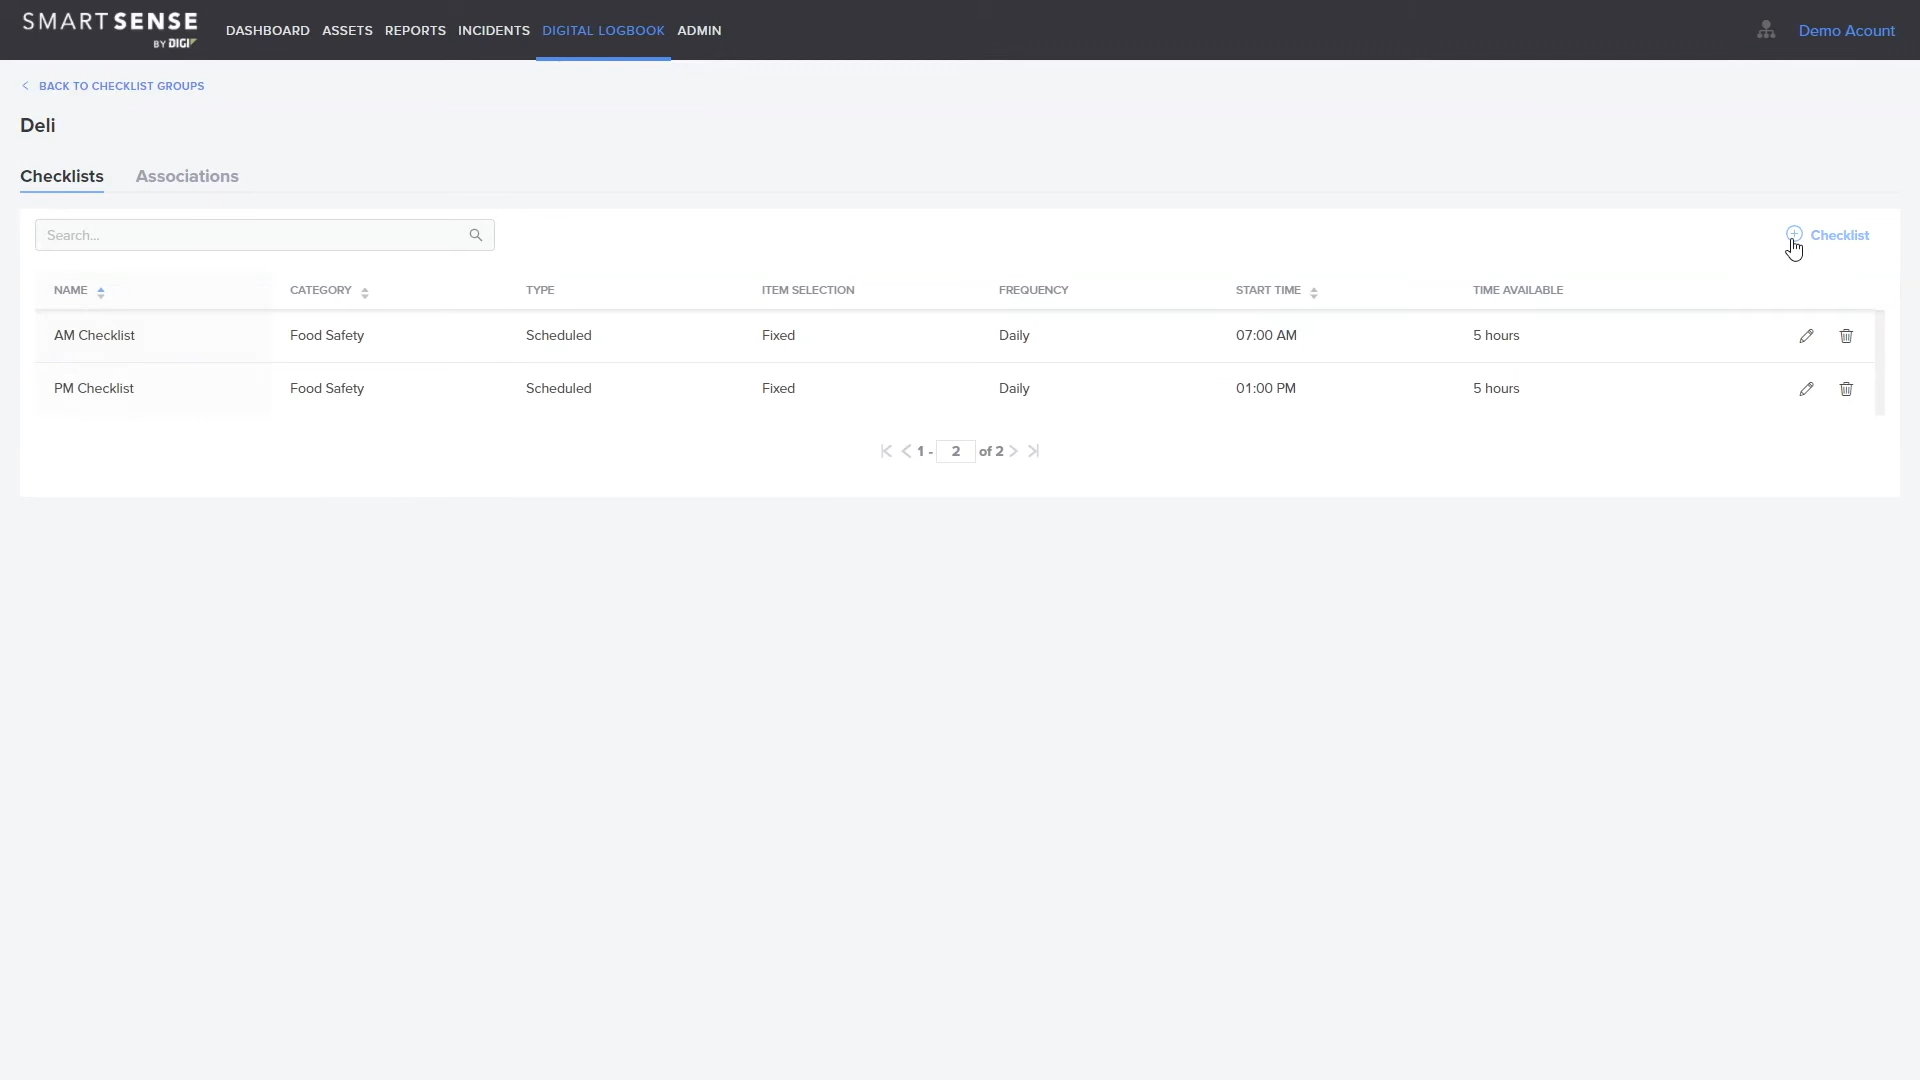 SMART SENSE
BY DIGI
DASHBOARD ASSETS REPORTS INCIDENTS DIGITAL LOGBOOK ADMIN
Demo Acount
BACK TO CHECKLIST GROUPS
Deli
Checklists Associations
Search...
Checklist
NAME CATEGORY TYPE ITEM SELECTION FREQUENCY START TIME TIME AVAILABLE
AM Checklist Food Safety Scheduled Fixed Daily 07:00 AM 5 hours
PM Checklist Food Safety Scheduled Fixed Daily 01:00 PM 5 hours
1 - 2 of 2